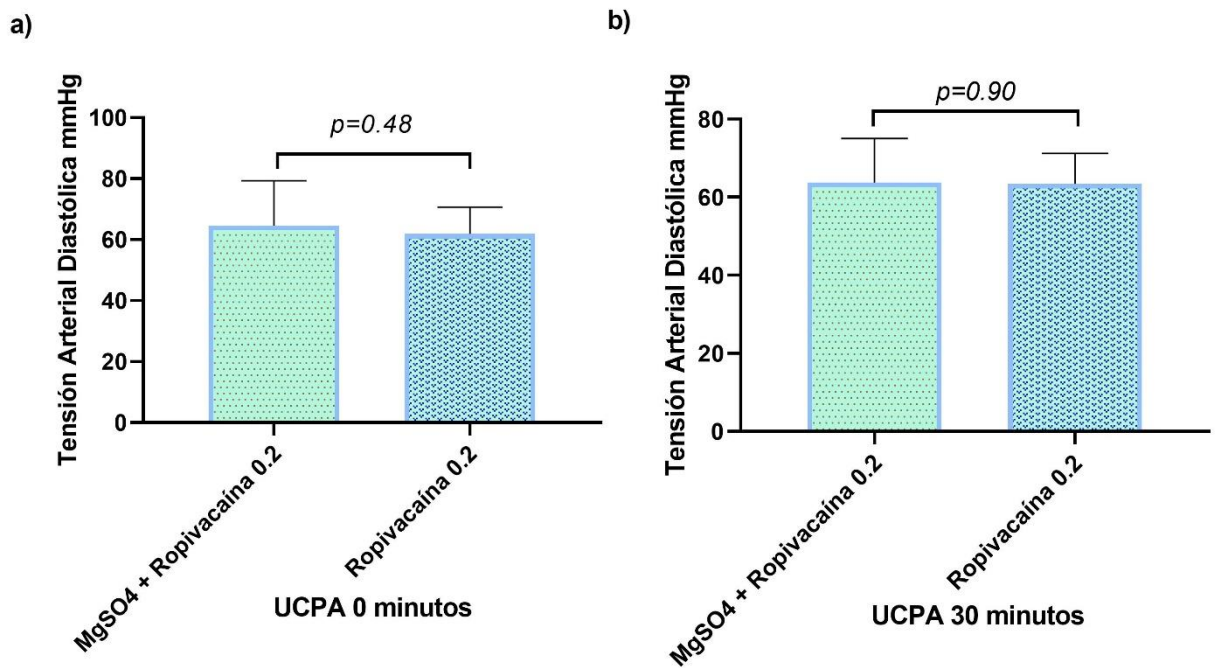 a)
Tensión Arterial Diastólica mmHg
100
80
60
40
20
0
p=0.48
MgSO4 + Ropivacaína 0.2
Ropivacaína 0.2
UCPA 0 minutos
b)
Tensión Arterial Diastólica mmHg
80
60
40
20
0
p=0.90
MgSO4 + Ropivacaína 0.2
Ropivacaína 0.2
UCPA 30 minutos